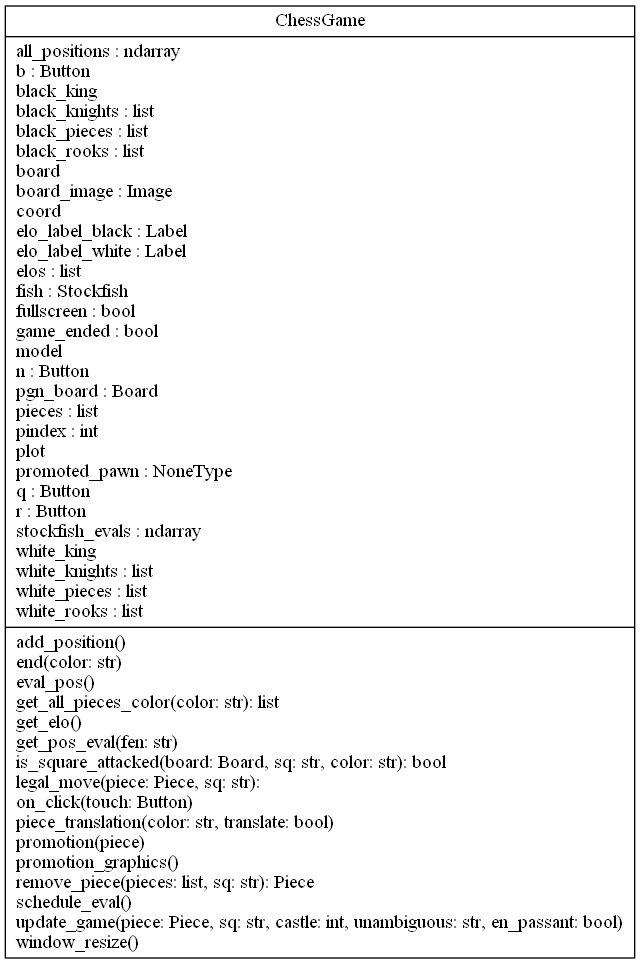 ChessGame
all_positions : ndarray
b : Button
black_king
black_knights : list
black_pieces : list
black_rooks : list
board
board_image : Image
coord
elo_label_black : Label
elo_label_white : Label
elos : list
fish : Stockfish
fullscreen : bool
game_ended : bool
model
n : Button
pgn_board : Board
pieces : list
pindex : int
plot
promoted_pawn : NoneType
q : Button
r : Button
stockfish_evals : ndarray
white_king
white_knights : list
white_pieces : list
white_rooks : list
add_position()
end(color: str)
eval_pos()
get_all_pieces_color(color: str): list
get_elo()
get_pos_eval(fen: str)
is_square_attacked(board: Board, sq: str, color: str): bool
legal_move(piece: Piece, sq: str):
on_click(touch: Button)
piece_translation(color: str, translate: bool)
promotion(piece)
promotion_graphics()
remove_piece(pieces: list, sq: str): Piece
schedule_eval()
update_game(piece: Piece, sq: str, castle: int, unambiguous: str, en_passant: bool)
window_resize()